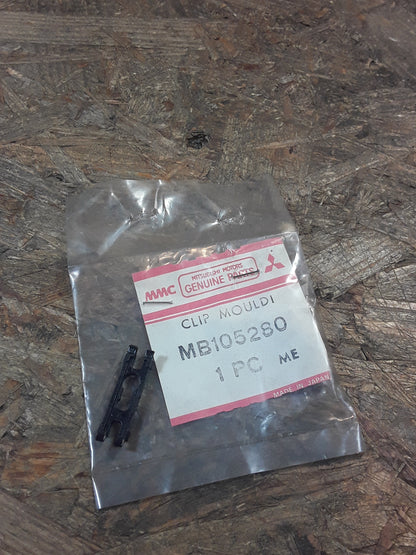 MITSUBISHI MOTORS
MMC GENUINE PARTS
CLIP MOULDI
MB105280
1 PC ME
MADE IN JAPAN